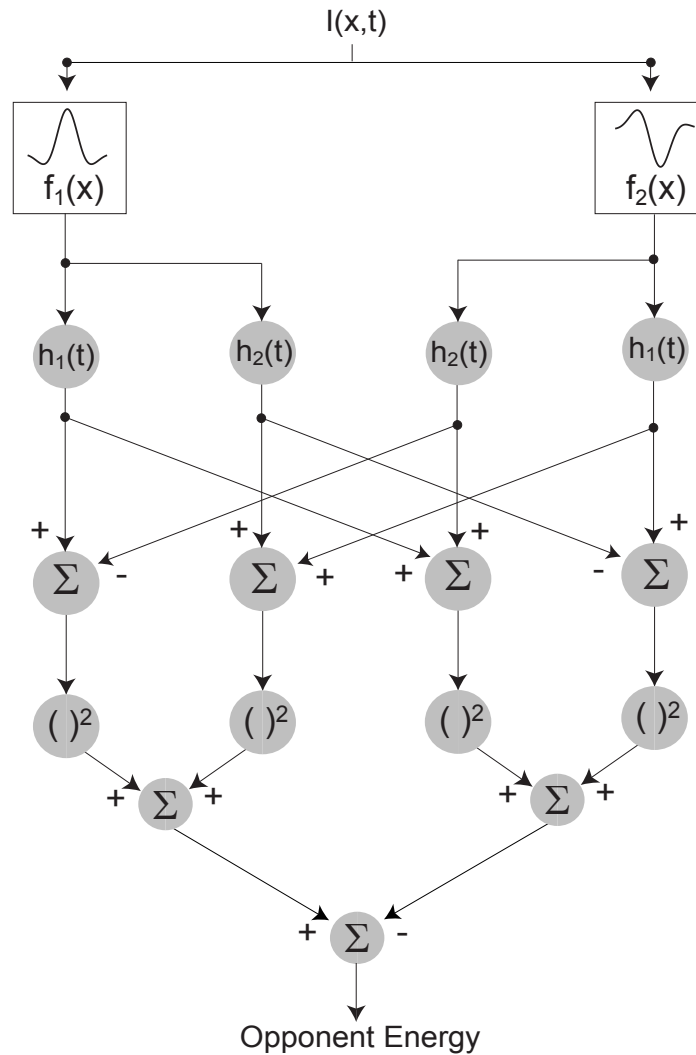 I(x,t)
f₁(x) f₂(x)
h₁(t) h₂(t) h₂(t) h₁(t)
+ + + +
Σ - Σ + + Σ - Σ
( )² ( )² ( )² ( )²
+ Σ + + Σ +
+ Σ -
Opponent Energy